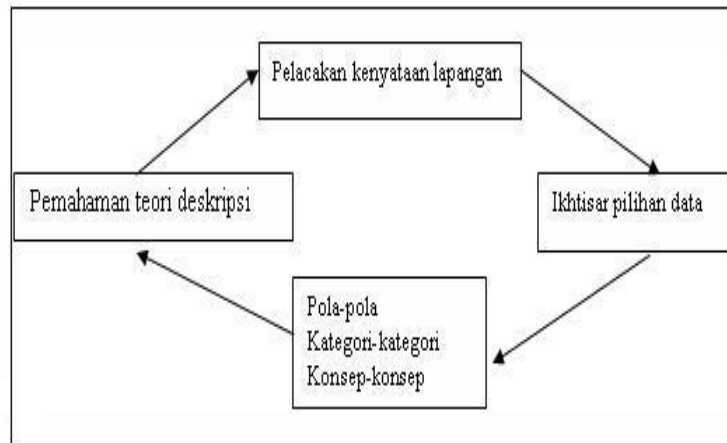 Pelacakan kenyataan lapangan
Pemahaman teori deskripsi
Ikhtisar pilihan data
Pola-pola
Kategori-kategori
Konsep-konsep